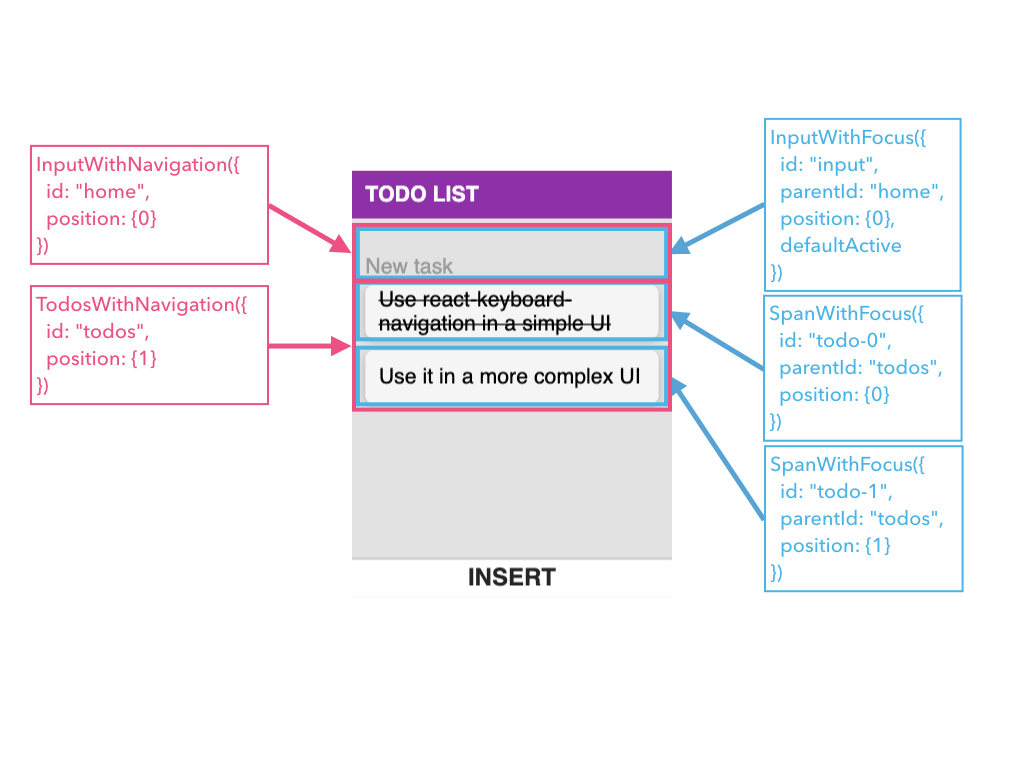 InputWithNavigation({
id: "home",
position: {0}
})
TodosWithNavigation({
id: "todos",
position: {1}
})
TODO LIST
New task
Use react-keyboard-
navigation in a simple UI
Use it in a more complex UI
INSERT
InputWithFocus({
id: "input",
parentId: "home",
position: {0},
defaultActive
})
SpanWithFocus({
id: "todo-0",
parentId: "todos",
position: {0}
})
SpanWithFocus({
id: "todo-1",
parentId: "todos",
position: {1}
})